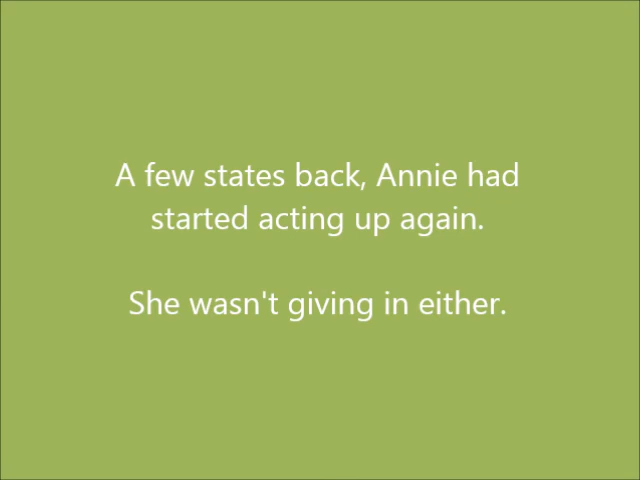 A few states back, Annie had
started acting up again.
She wasn't giving in either.